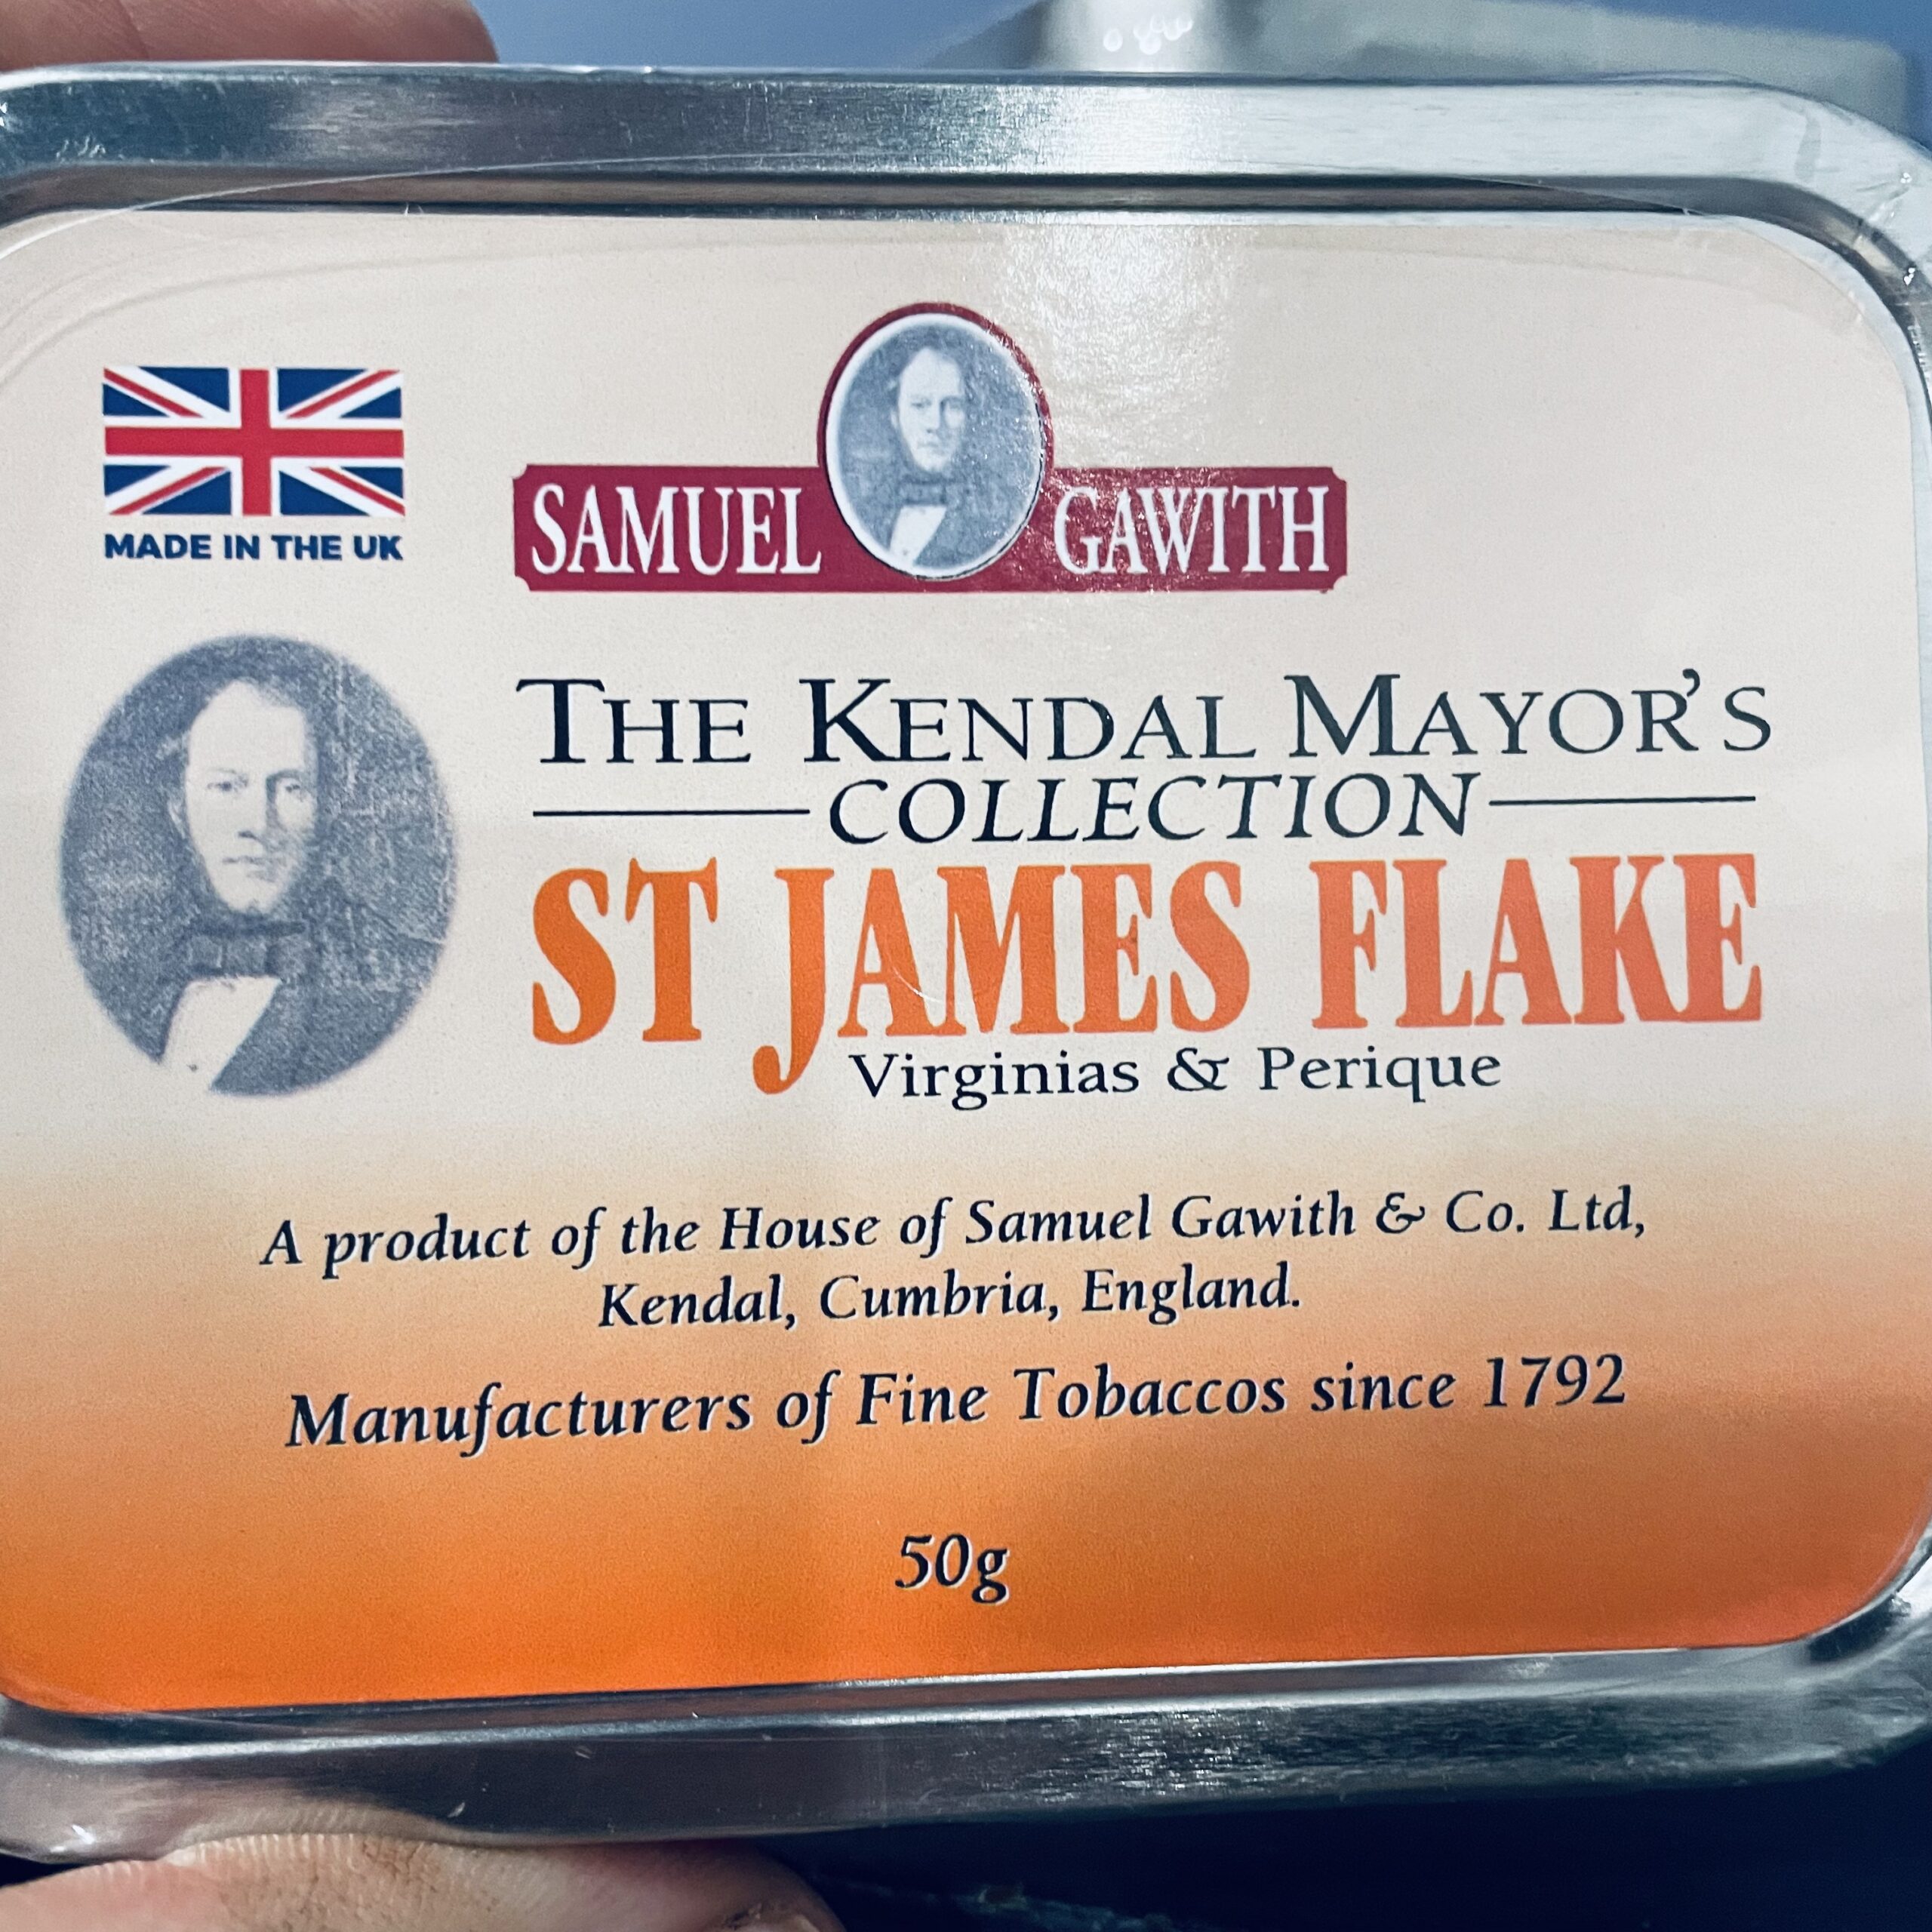 MADE IN THE UK
SAMUEL GAWITH
THE KENDAL MAYOR'S
COLLECTION
ST JAMES FLAKE
Virginias & Perique
A product of the House of Samuel Gawith & Co. Ltd,
Kendal, Cumbria, England.
Manufacturers of Fine Tobaccos since 1792
50g